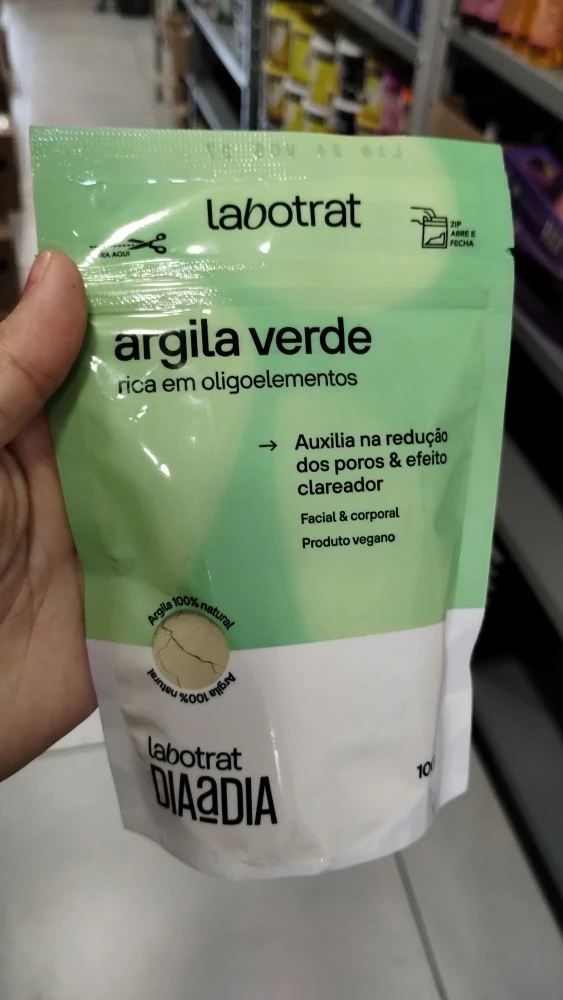 labotrat
ZIP
ABRE E
FECHA
AQUI
argila verde
rica em oligoelementos
→ Auxilia na redução
dos poros & efeito
clareador
Facial & corporal
Produto vegano
Argila 100% natural
Argila 100% natural
labotrat
DIAaDIA